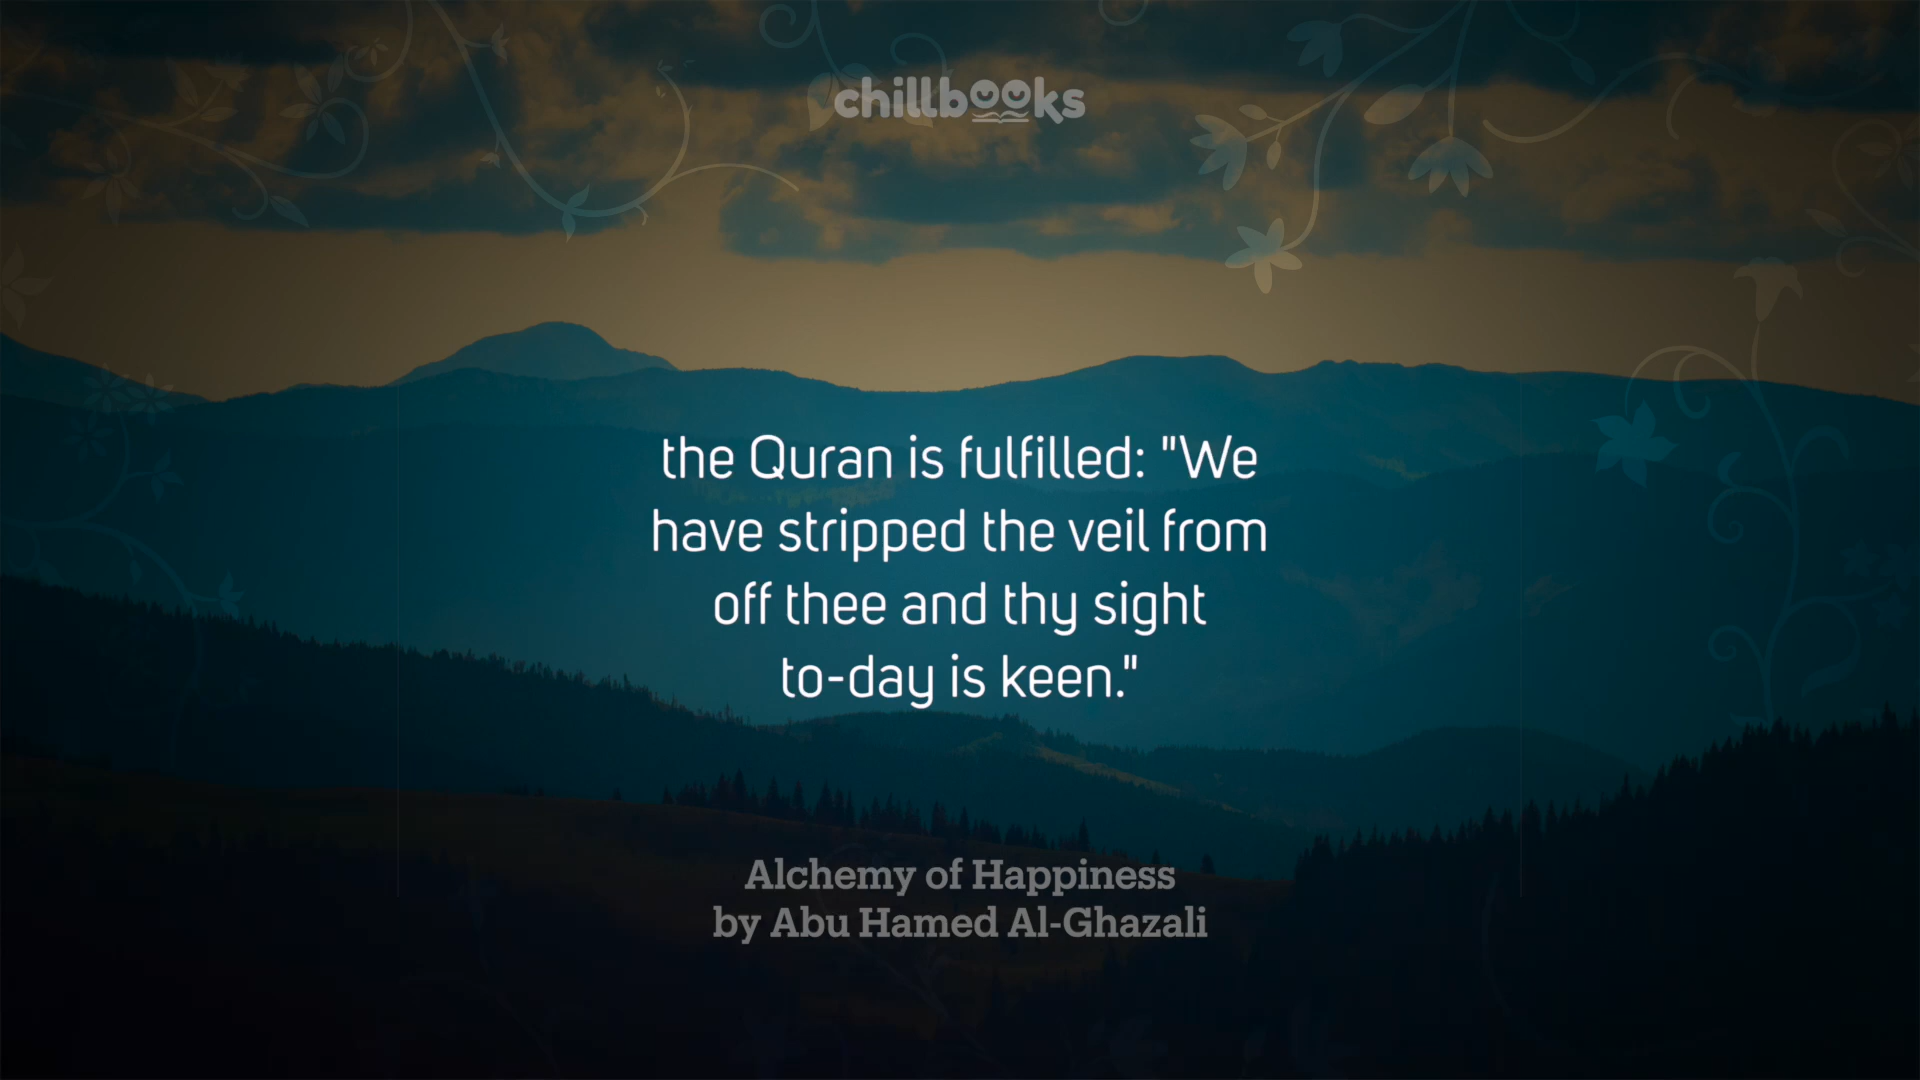 chillbooks
the Quran is fulfilled: "We
have stripped the veil from
off thee and thy sight
to-day is keen."
Alchemy of Happiness
by Abu Hamed Al-Ghazali